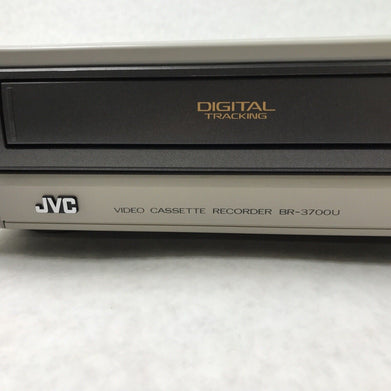 DIGITAL
TRACKING
JVC VIDEO CASSETTE RECORDER BR-3700U